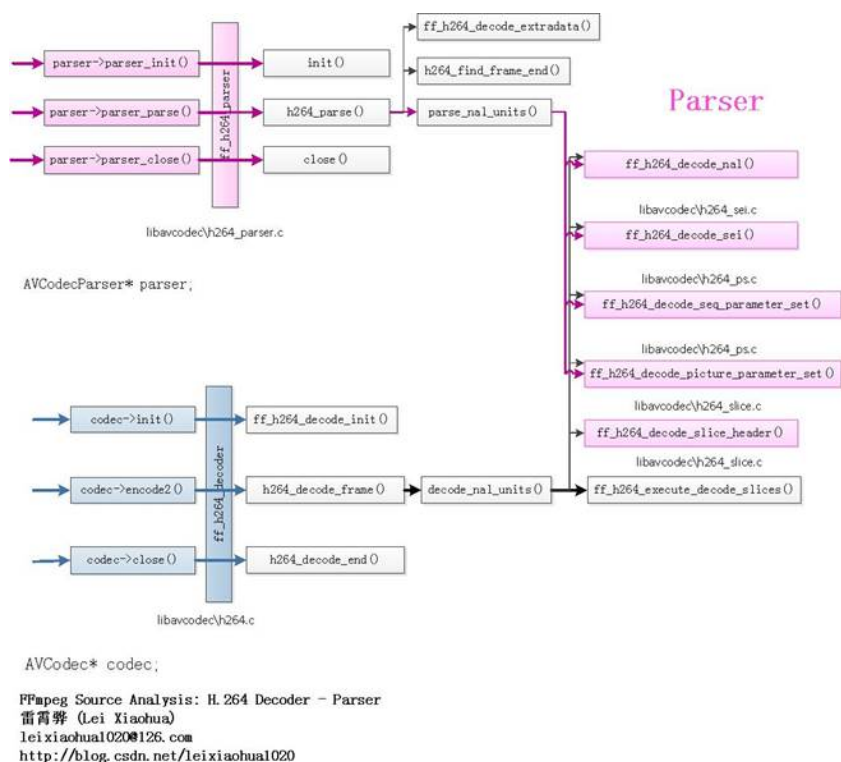 ff_h264_decode_extradata()
parser->parser_init()
init()
h264_find_frame_end()
Parser
parser->parser_parse()
ff_h264_parser
h264_parse()
parse_nal_units()
parser->parser_close()
close()
ff_h264_decode_nal()
libavcodec\h264_parser.c
libavcodec\h264_sei.c
ff_h264_decode_sei()
AVCodecParser* parser;
libavcodec\h264_ps.c
ff_h264_decode_seq_parameter_set()
libavcodec\h264_ps.c
ff_h264_decode_picture_parameter_set()
libavcodec\h264_slice.c
codec->init()
ff_h264_decode_init()
ff_h264_decode_slice_header()
libavcodec\h264_slice.c
codec->encode2()
ff_h264_decoder
h264_decode_frame()
decode_nal_units()
ff_h264_execute_decode_slices()
codec->close()
h264_decode_end()
libavcodec\h264.c
AVCodec* codec;
FFmpeg Source Analysis: H.264 Decoder - Parser
雷霄骅 (Lei Xiaohua)
leixiaohua1020@126.com
http://blog.csdn.net/leixiaohua1020